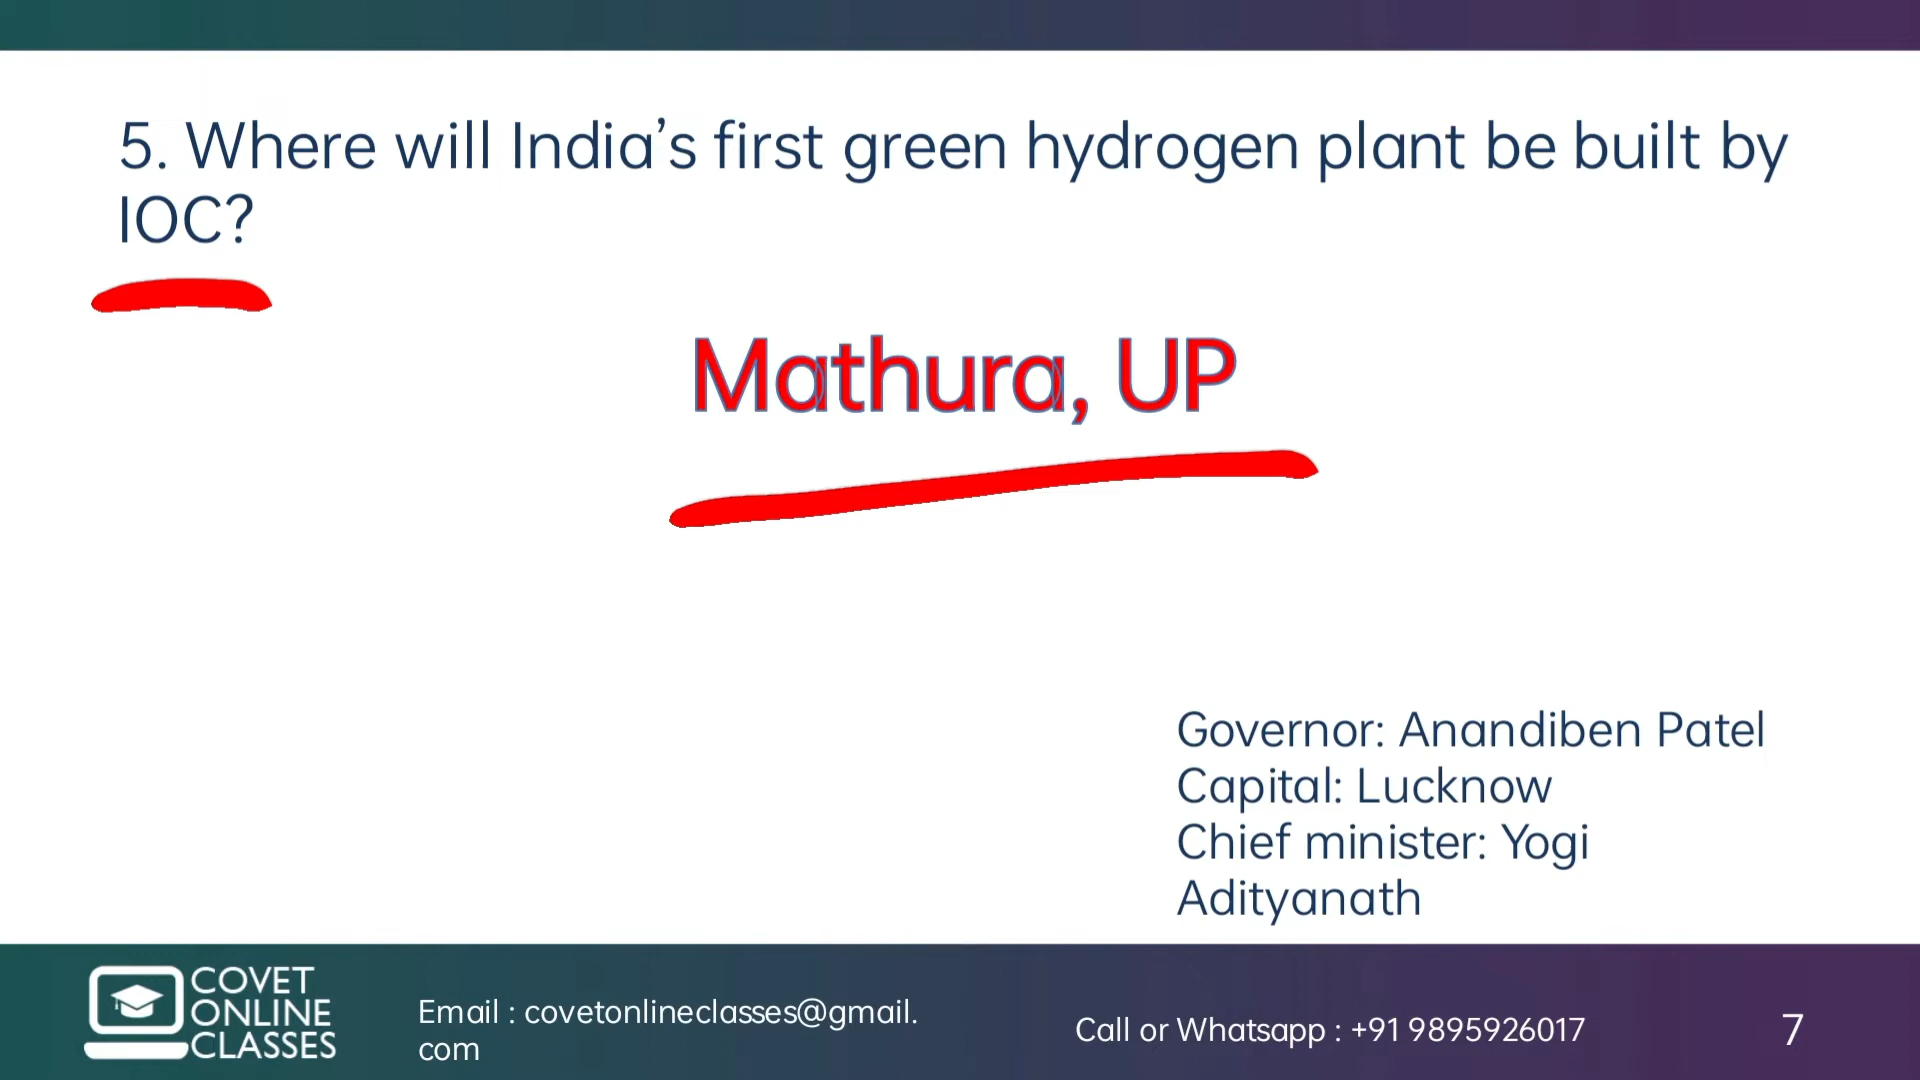 5. Where will India’s first green hydrogen plant be built by
IOC?
Mathura, UP
Governor: Anandiben Patel
Capital: Lucknow
Chief minister: Yogi
Adityanath
COVET
ONLINE
CLASSES
Email : covetonlineclasses@gmail.
com
Call or Whatsapp : +91 9895926017
7